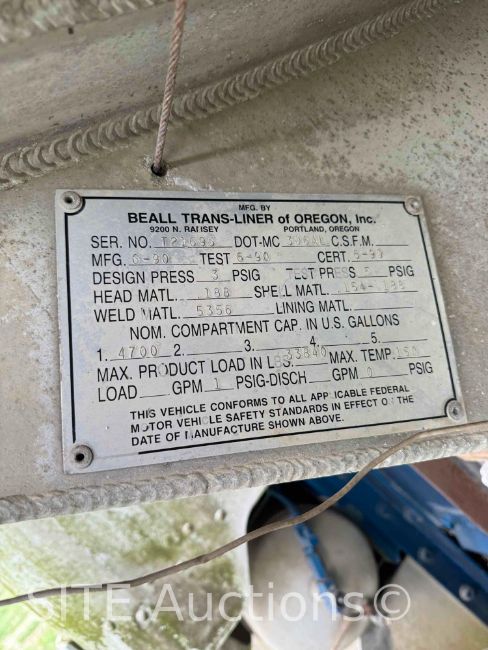 MFG. BY
BEALL TRANS-LINER of OREGON, Inc.
9200 N. RAMSEY PORTLAND, OREGON
SER. NO. DOT-MC C.S.F.M.
MFG. 6-90 TEST 6-90 CERT. 6-90
DESIGN PRESS 3 PSIG TEST PRESS 5 PSIG
HEAD MATL. SHELL MATL.
WELD MATL. 5356 LINING MATL.
NOM. COMPARTMENT CAP. IN U.S. GALLONS
1. 4700 2. 3. 4. 5.
MAX. PRODUCT LOAD IN LBS. 33840 MAX. TEMP. 150
LOAD GPM 1 PSIG-DISCH GPM 0 PSIG
THIS VEHICLE CONFORMS TO ALL APPLICABLE FEDERAL
MOTOR VEHICLE SAFETY STANDARDS IN EFFECT ON THE
DATE OF MANUFACTURE SHOWN ABOVE.
SITE Auctions©